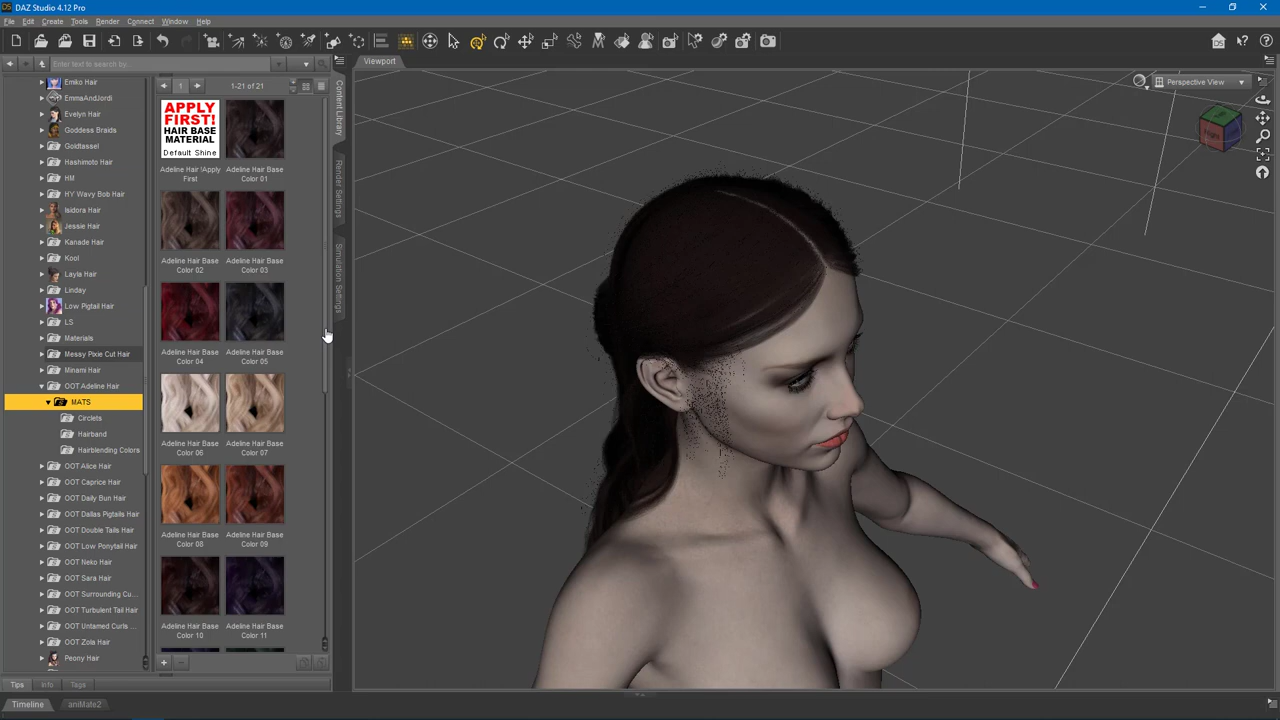 DAZ Studio 4.12 Pro
File Edit Create Tools Render Connect Window Help
Enter text to search by...
Viewport
Perspective View
Right
1
1-21 of 21
Content Library
Render Settings
Simulation Settings
Emiko Hair
EmmaAndJordi
Evelyn Hair
Goddess Braids
Goldtassel
Hashimoto Hair
HM
HY Wavy Bob Hair
Isidora Hair
Jessie Hair
Kanade Hair
Kool
Layla Hair
Linday
Low Pigtail Hair
LS
Materials
Messy Pixie Cut Hair
Minami Hair
OOT Adeline Hair
MATS
Circlets
Hairband
Hairblending Colors
OOT Alice Hair
OOT Caprice Hair
OOT Daily Bun Hair
OOT Dallas Pigtails Hair
OOT Double Tails Hair
OOT Low Ponytail Hair
OOT Neko Hair
OOT Sara Hair
OOT Surrounding Cu...
OOT Turbulent Tail Hair
OOT Untamed Curls ...
OOT Zola Hair
Peony Hair
APPLY
FIRST!
HAIR BASE
MATERIAL
Default Shine
Adeline Hair !Apply
First
Adeline Hair Base
Color 01
Adeline Hair Base
Color 02
Adeline Hair Base
Color 03
Adeline Hair Base
Color 04
Adeline Hair Base
Color 05
Adeline Hair Base
Color 06
Adeline Hair Base
Color 07
Adeline Hair Base
Color 08
Adeline Hair Base
Color 09
Adeline Hair Base
Color 10
Adeline Hair Base
Color 11
Tips Info Tags
Timeline aniMate2